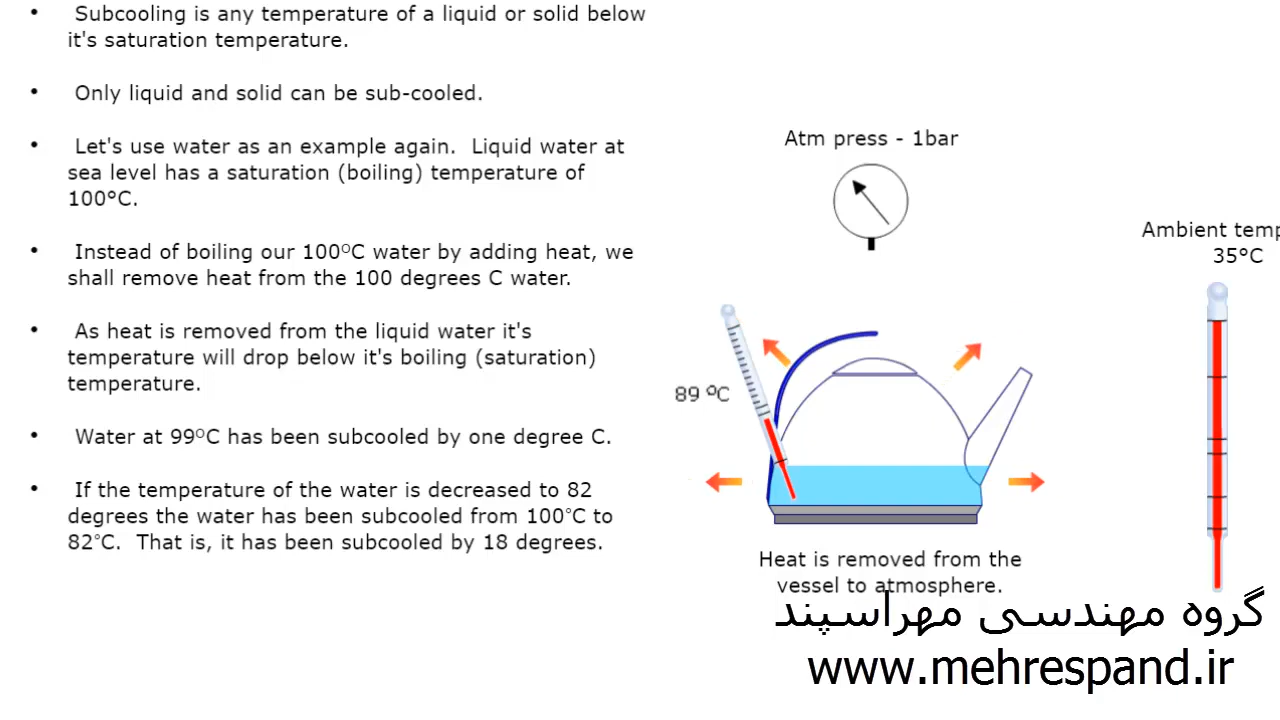 • Subcooling is any temperature of a liquid or solid below
it's saturation temperature.
• Only liquid and solid can be sub-cooled.
• Let's use water as an example again. Liquid water at
sea level has a saturation (boiling) temperature of
100°C.
• Instead of boiling our 100ºC water by adding heat, we
shall remove heat from the 100 degrees C water.
• As heat is removed from the liquid water it's
temperature will drop below it's boiling (saturation)
temperature.
• Water at 99ºC has been subcooled by one degree C.
• If the temperature of the water is decreased to 82
degrees the water has been subcooled from 100°C to
82°C. That is, it has been subcooled by 18 degrees.
Atm press - 1bar
Ambient temp
35°C
89 ºC
Heat is removed from the
vessel to atmosphere.
گروه مهندسی مهراسپند
www.mehrespand.ir